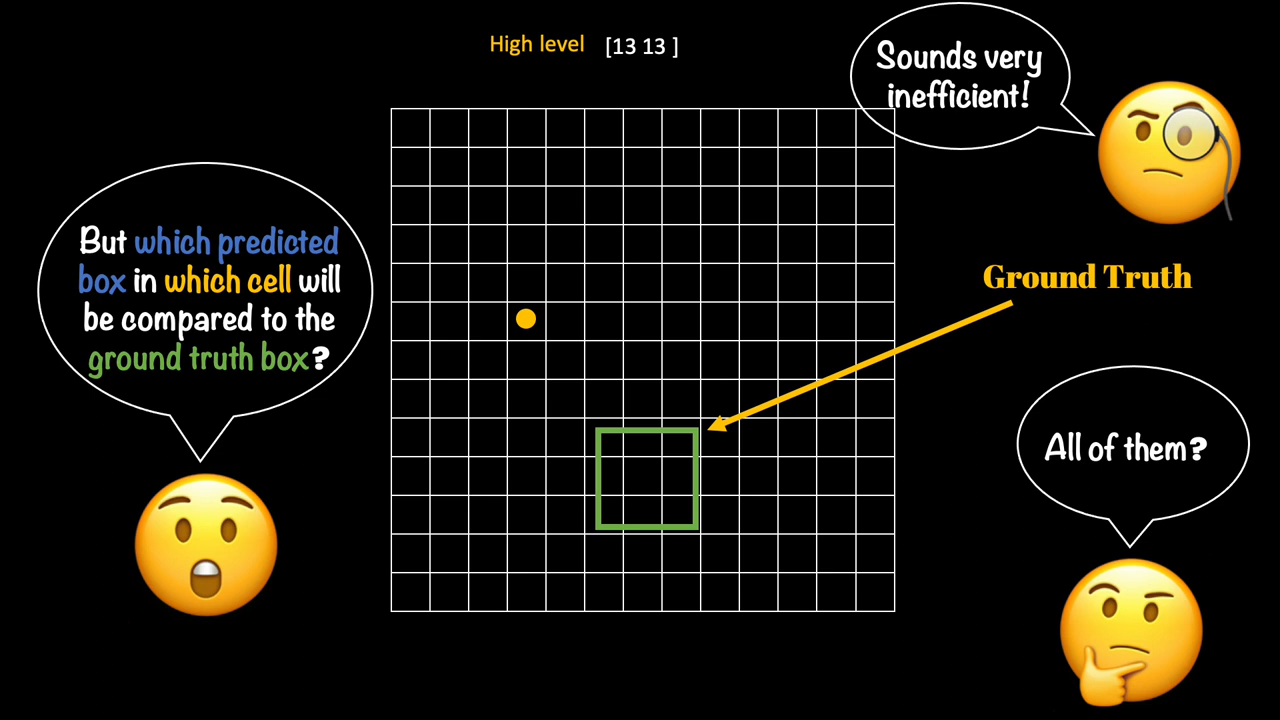 High level [13 13 ]
Sounds very
inefficient!
But which predicted
box in which cell will
be compared to the
ground truth box?
Ground Truth
All of them?